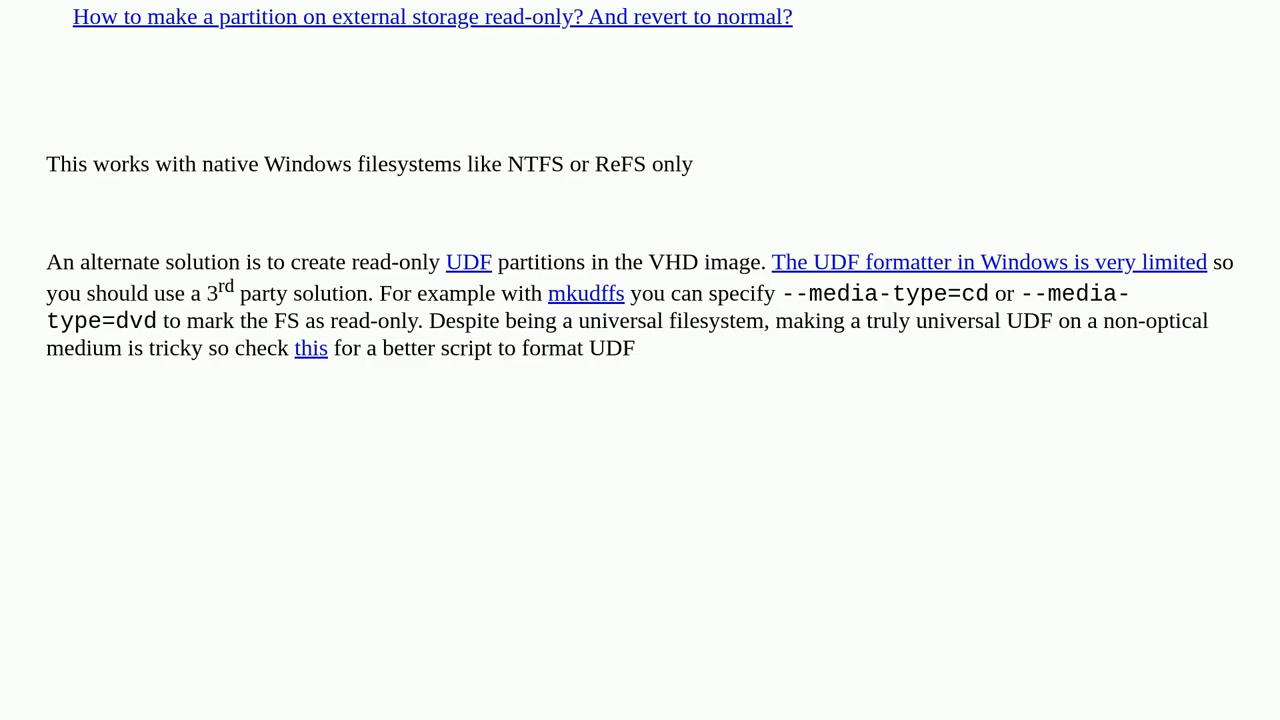 How to make a partition on external storage read-only? And revert to normal?
This works with native Windows filesystems like NTFS or ReFS only
An alternate solution is to create read-only UDF partitions in the VHD image. The UDF formatter in Windows is very limited so
you should use a 3rd party solution. For example with mkudffs you can specify --media-type=cd or --media-
type=dvd to mark the FS as read-only. Despite being a universal filesystem, making a truly universal UDF on a non-optical
medium is tricky so check this for a better script to format UDF